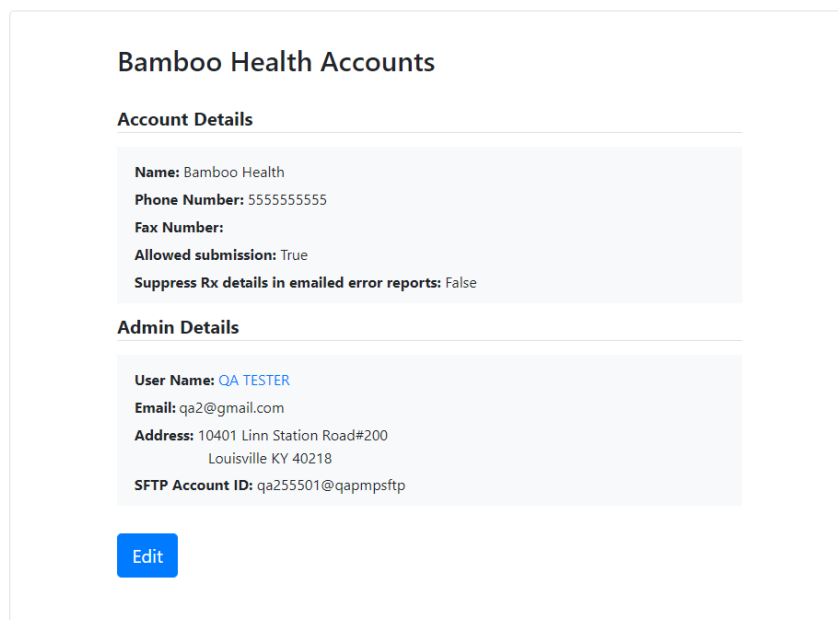 Bamboo Health Accounts
Account Details
Name: Bamboo Health
Phone Number: 5555555555
Fax Number:
Allowed submission: True
Suppress Rx details in emailed error reports: False
Admin Details
User Name: QA TESTER
Email: qa2@gmail.com
Address: 10401 Linn Station Road#200
Louisville KY 40218
SFTP Account ID: qa255501@qapmpsftp
Edit